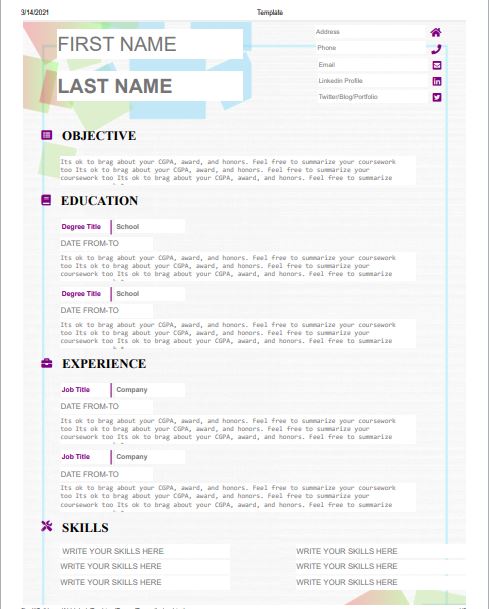 3/14/2021 Template
FIRST NAME
LAST NAME
Address
Phone
Email
Linkedin Profile
Twitter/Blog/Portfolio
OBJECTIVE
Its ok to brag about your CGPA, award, and honors. Feel free to summarize your coursework
too Its ok to brag about your CGPA, award, and honors. Feel free to summarize your
coursework too Its ok to brag about your CGPA, award, and honors. Feel free to summarize
EDUCATION
Degree Title School
DATE FROM-TO
Its ok to brag about your CGPA, award, and honors. Feel free to summarize your coursework
too Its ok to brag about your CGPA, award, and honors. Feel free to summarize your
coursework too Its ok to brag about your CGPA, award, and honors. Feel free to summarize
Degree Title School
DATE FROM-TO
Its ok to brag about your CGPA, award, and honors. Feel free to summarize your coursework
too Its ok to brag about your CGPA, award, and honors. Feel free to summarize your
coursework too Its ok to brag about your CGPA, award, and honors. Feel free to summarize
EXPERIENCE
Job Title Company
DATE FROM-TO
Its ok to brag about your CGPA, award, and honors. Feel free to summarize your coursework
too Its ok to brag about your CGPA, award, and honors. Feel free to summarize your
coursework too Its ok to brag about your CGPA, award, and honors. Feel free to summarize
Job Title Company
DATE FROM-TO
Its ok to brag about your CGPA, award, and honors. Feel free to summarize your coursework
too Its ok to brag about your CGPA, award, and honors. Feel free to summarize your
coursework too Its ok to brag about your CGPA, award, and honors. Feel free to summarize
SKILLS
WRITE YOUR SKILLS HERE WRITE YOUR SKILLS HERE
WRITE YOUR SKILLS HERE WRITE YOUR SKILLS HERE
WRITE YOUR SKILLS HERE WRITE YOUR SKILLS HERE